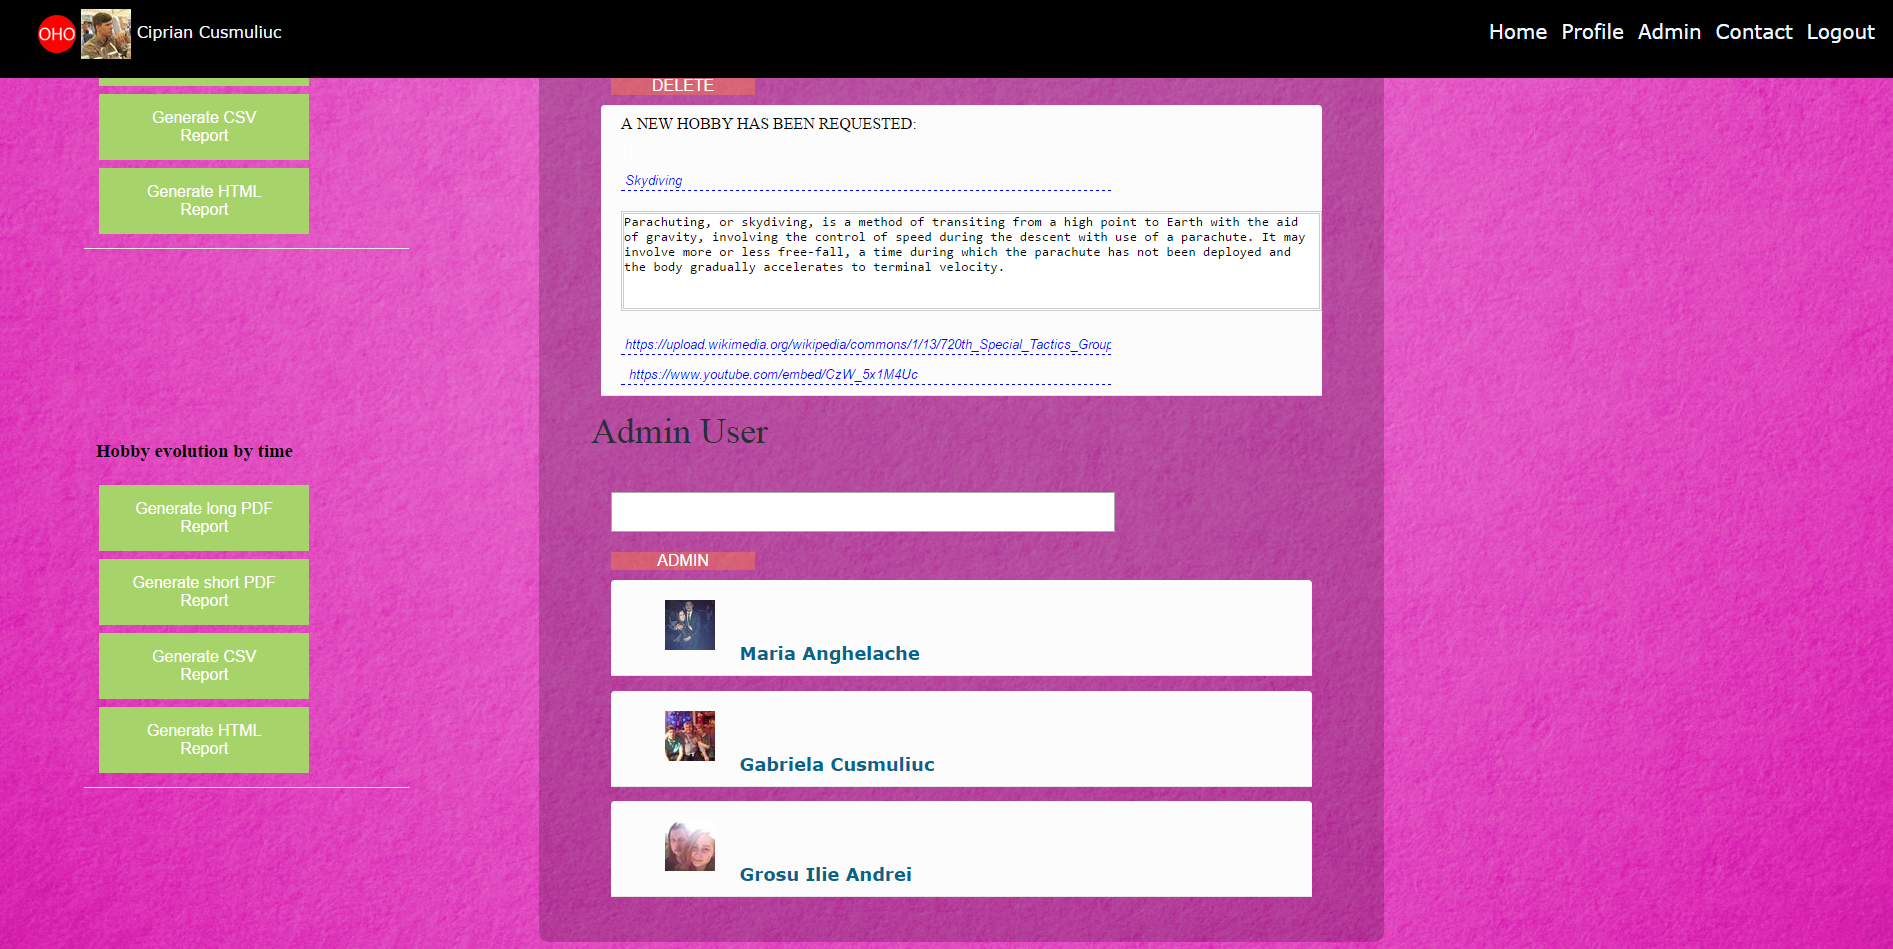 OHO Ciprian Cusmuliuc
Home Profile Admin Contact Logout
Generate CSV
Report
Generate HTML
Report
Hobby evolution by time
Generate long PDF
Report
Generate short PDF
Report
Generate CSV
Report
Generate HTML
Report
DELETE
A NEW HOBBY HAS BEEN REQUESTED:
Skydiving
Parachuting, or skydiving, is a method of transiting from a high point to Earth with the aid
of gravity, involving the control of speed during the descent with use of a parachute. It may
involve more or less free-fall, a time during which the parachute has not been deployed and
the body gradually accelerates to terminal velocity.
https://upload.wikimedia.org/wikipedia/commons/1/13/720th_Special_Tactics_Group
https://www.youtube.com/embed/CzW_5x1M4Uc
Admin User
ADMIN
Maria Anghelache
Gabriela Cusmuliuc
Grosu Ilie Andrei